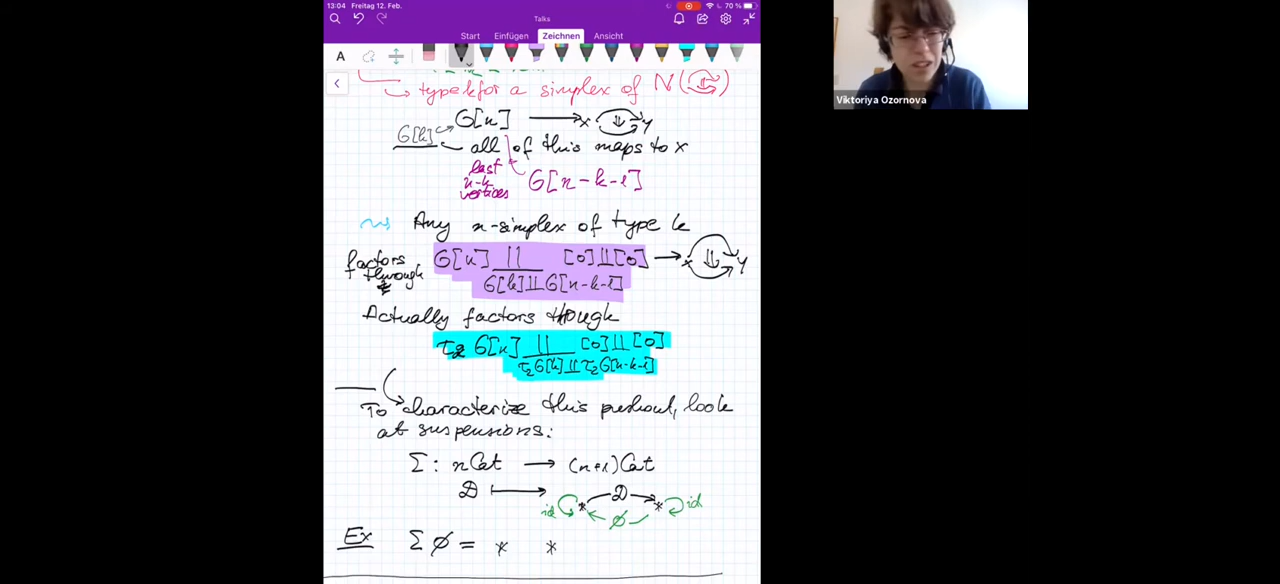 13:04 Freitag 12. Feb.
70 %
Talks
Start Einfügen Zeichnen Ansicht
A
↪ type k for a simplex of N( )
G[n] → x ⇓ y
G[k] all of this maps to x
last n-k vertices G[n-k-1]
⇝ Any n-simplex of type k
factors through G[n] ∐ [0]∐[0] → x ⇓ y
G[k]∐G[n-k-1]
Actually factors though
τ₂ G[n] ∐ [0]∐[0]
τ₂G[k]∐τ₂G[n-k-1]
To characterize this pushout, look
at suspensions:
Σ : nCat → (n+1)Cat
D ↦ id * D * id
∅
Ex Σ ∅ = * *
Viktoriya Ozornova